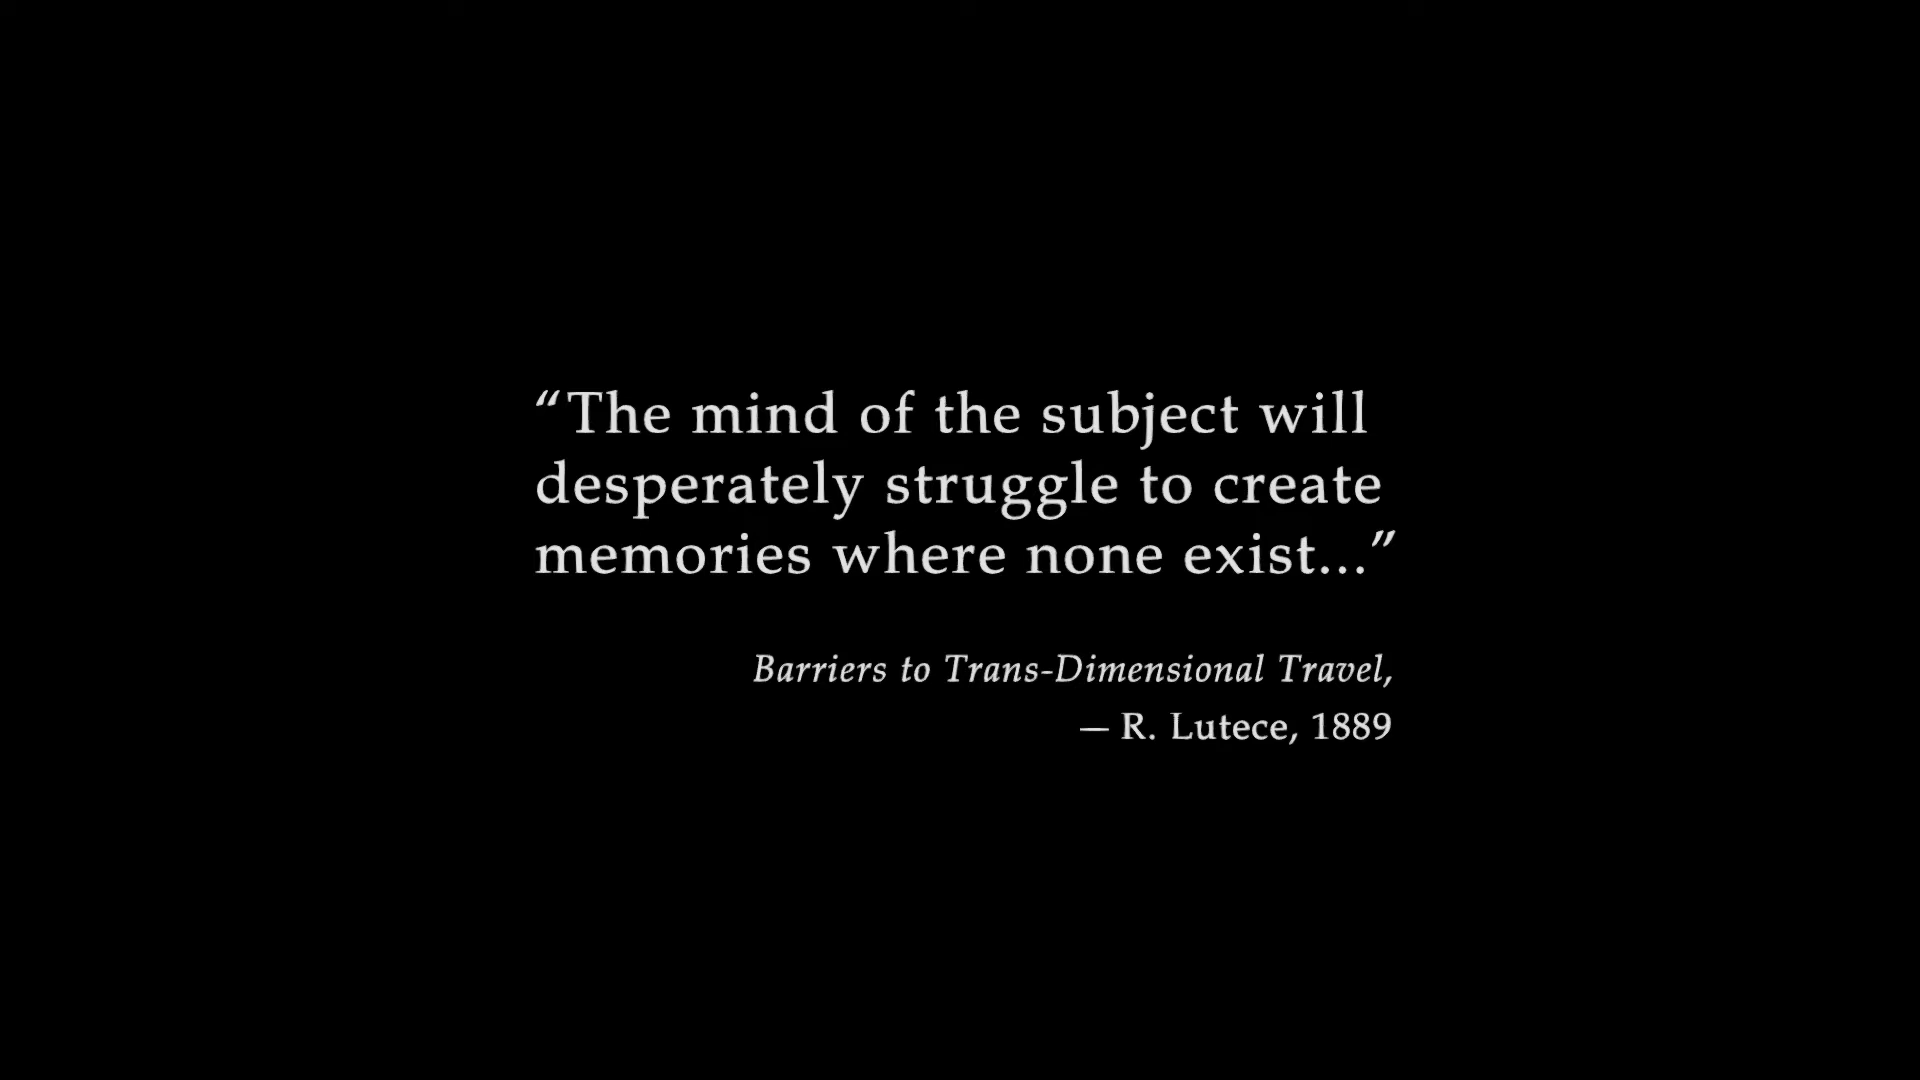 “The mind of the subject will
desperately struggle to create
memories where none exist...”
Barriers to Trans-Dimensional Travel,
— R. Lutece, 1889